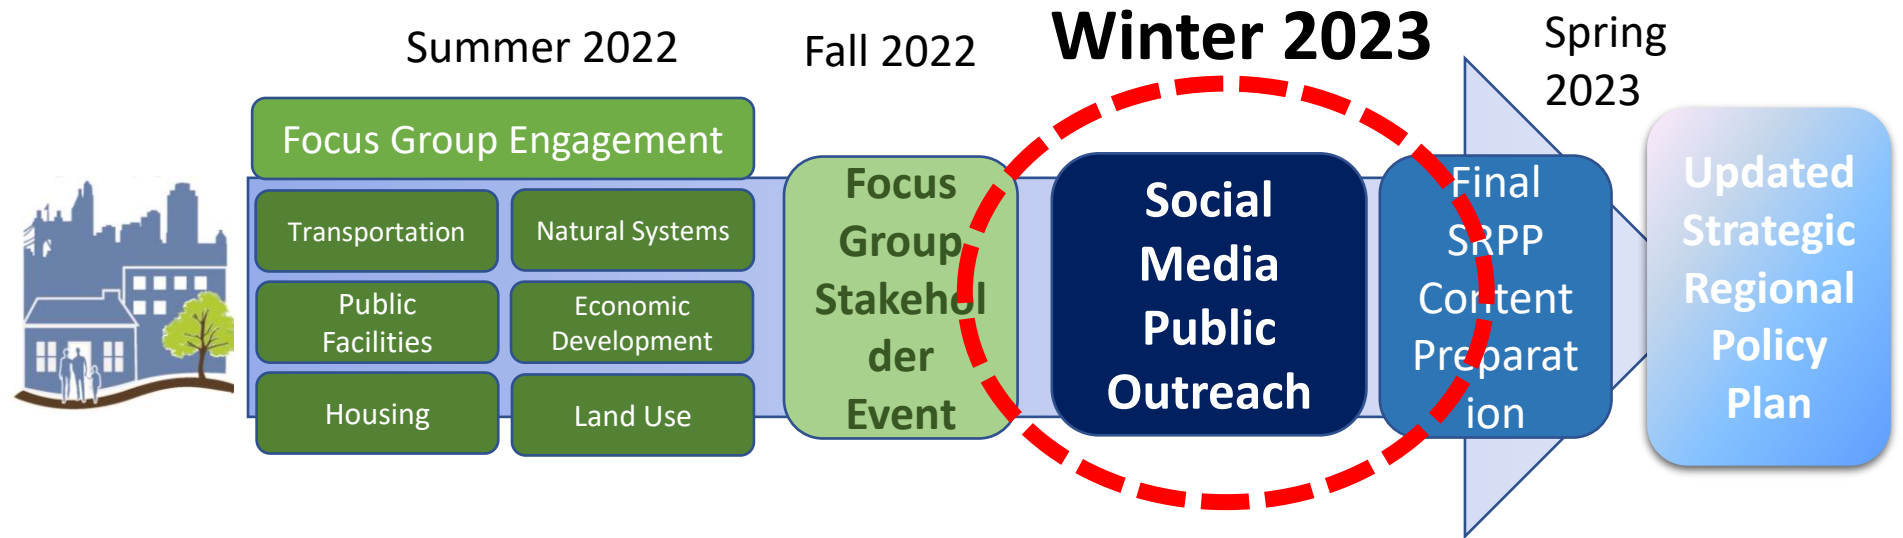 Summer 2022
Fall 2022
Winter 2023
Spring
2023
Focus Group Engagement
Transportation
Natural Systems
Public
Facilities
Economic
Development
Housing
Land Use
Focus
Group
Stakehol
der
Event
Social
Media
Public
Outreach
Final
SRPP
Content
Preparat
ion
Updated
Strategic
Regional
Policy
Plan